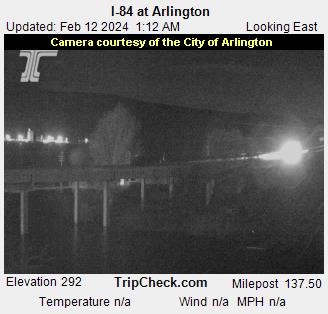 I-84 at Arlington
Updated: Feb 12 2024 1:12 AM Looking East
Camera courtesy of the City of Arlington
Elevation 292 TripCheck.com Milepost 137.50
Temperature n/a Wind n/a MPH n/a